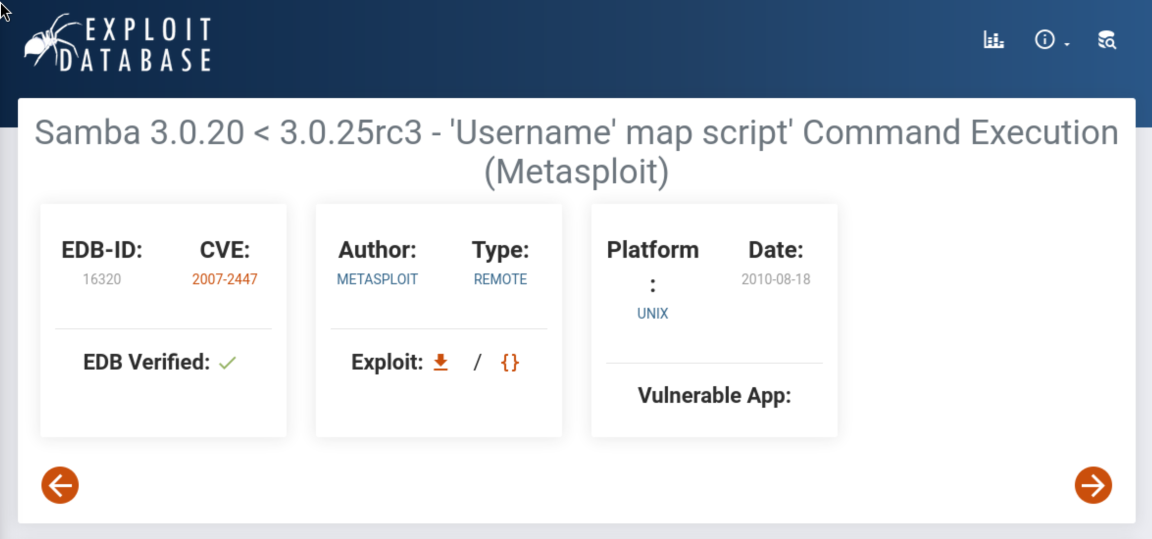 EXPLOIT
DATABASE
Samba 3.0.20 < 3.0.25rc3 - 'Username' map script' Command Execution
(Metasploit)
EDB-ID:
16320
CVE:
2007-2447
EDB Verified:
Author:
METASPLOIT
Type:
REMOTE
Exploit: / {}
Platform
:
UNIX
Date:
2010-08-18
Vulnerable App: